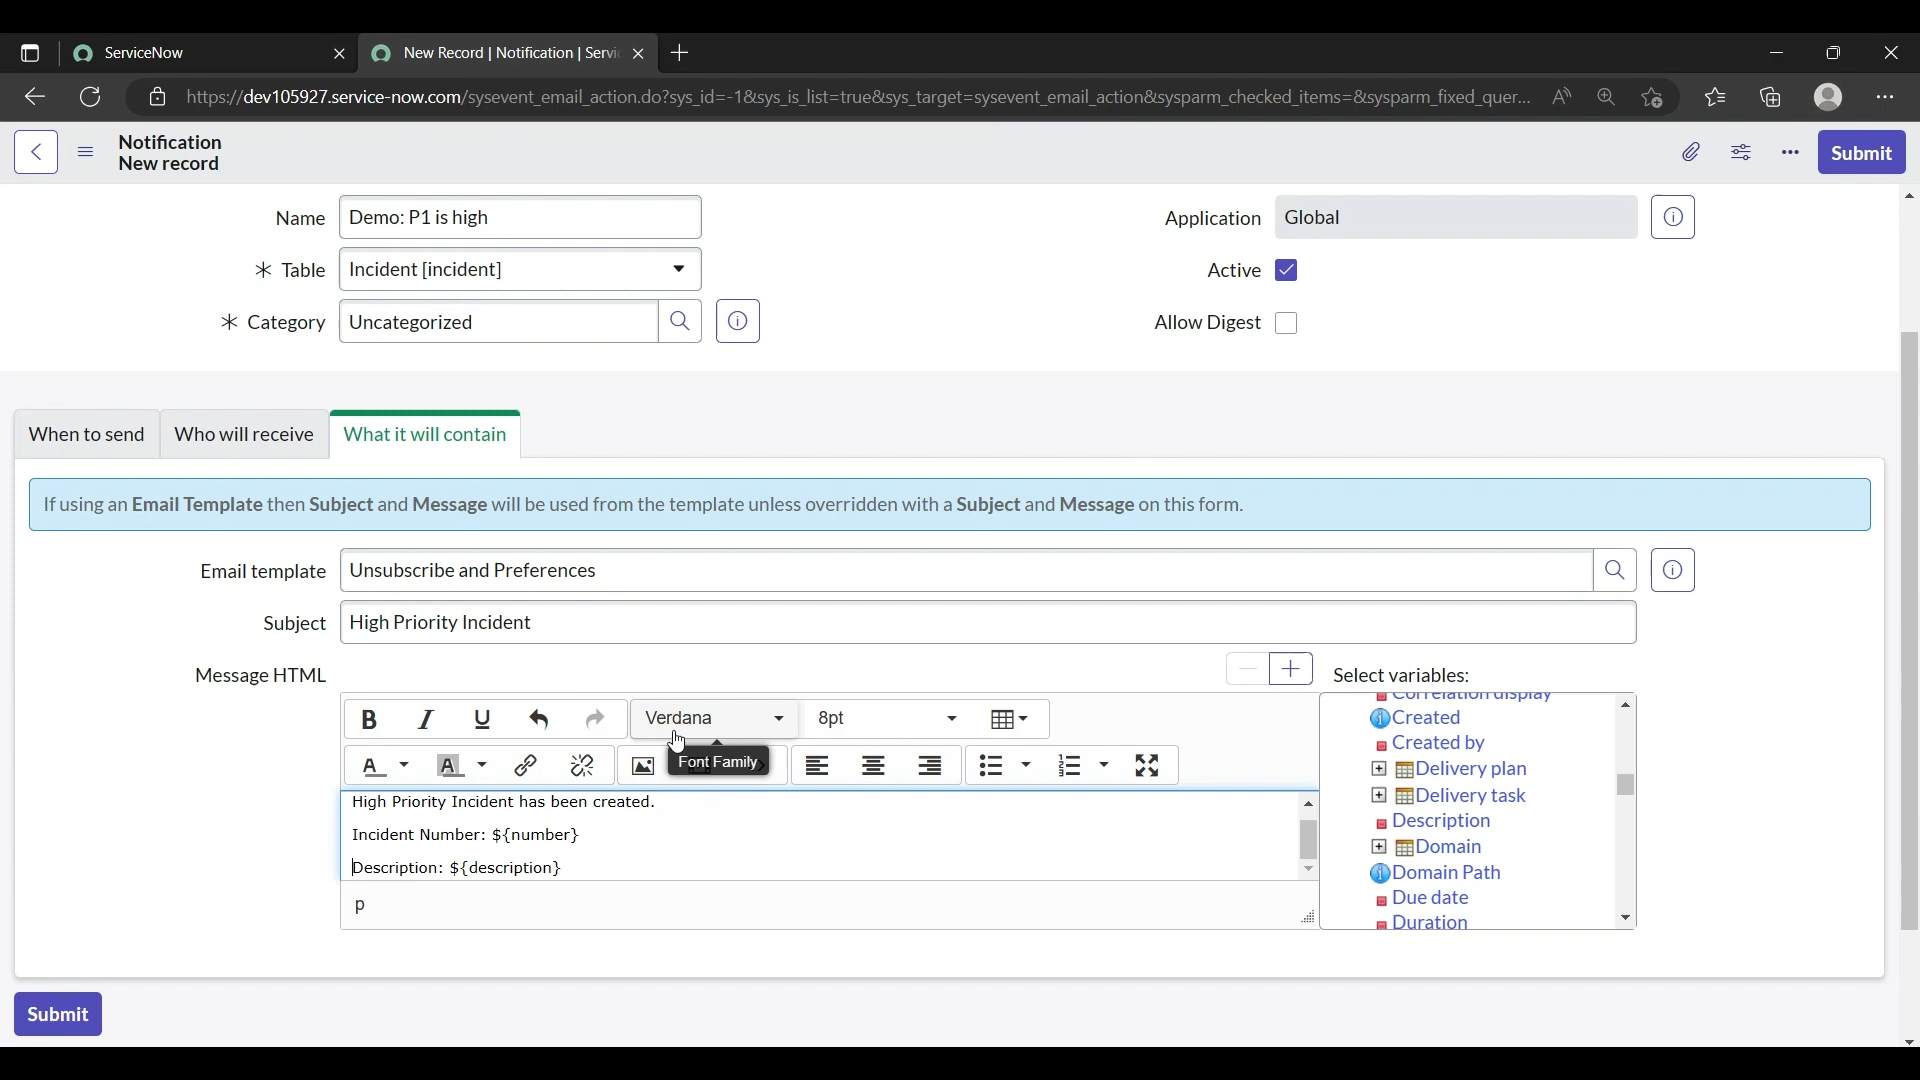 ServiceNow
New Record | Notification | Servi
https://dev105927.service-now.com/sysevent_email_action.do?sys_id=-1&sys_is_list=true&sys_target=sysevent_email_action&sysparm_checked_items=&sysparm_fixed_quer...
Notification
New record
Submit
Name Demo: P1 is high
Application Global
Table Incident [incident]
Active
Category Uncategorized
Allow Digest
When to send Who will receive What it will contain
If using an Email Template then Subject and Message will be used from the template unless overridden with a Subject and Message on this form.
Email template Unsubscribe and Preferences
Subject High Priority Incident
Message HTML
Select variables:
B I U Verdana 8pt
A A
Font Family
High Priority Incident has been created.
Incident Number: ${number}
Description: ${description}
p
Correlation display
Created
Created by
Delivery plan
Delivery task
Description
Domain
Domain Path
Due date
Duration
Submit